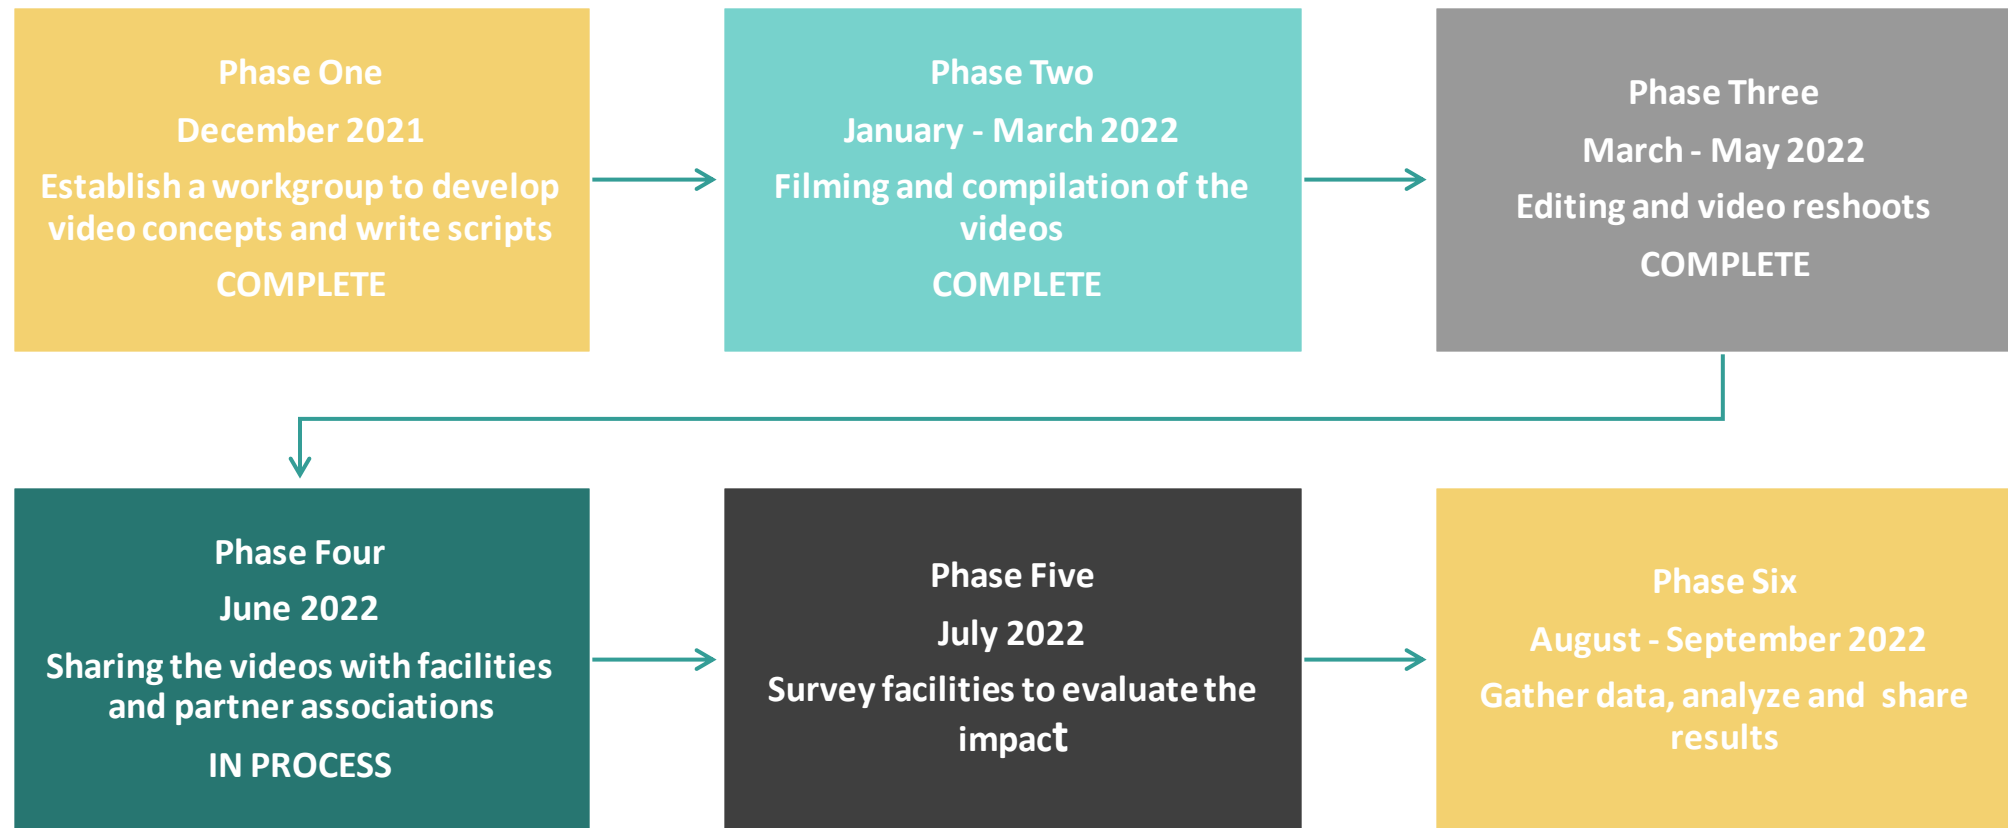 Phase One
December 2021
Establish a workgroup to develop
video concepts and write scripts
COMPLETE
Phase Two
January - March 2022
Filming and compilation of the
videos
COMPLETE
Phase Three
March - May 2022
Editing and video reshoots
COMPLETE
Phase Four
June 2022
Sharing the videos with facilities
and partner associations
IN PROCESS
Phase Five
July 2022
Survey facilities to evaluate the
impact
Phase Six
August - September 2022
Gather data, analyze and  share
results